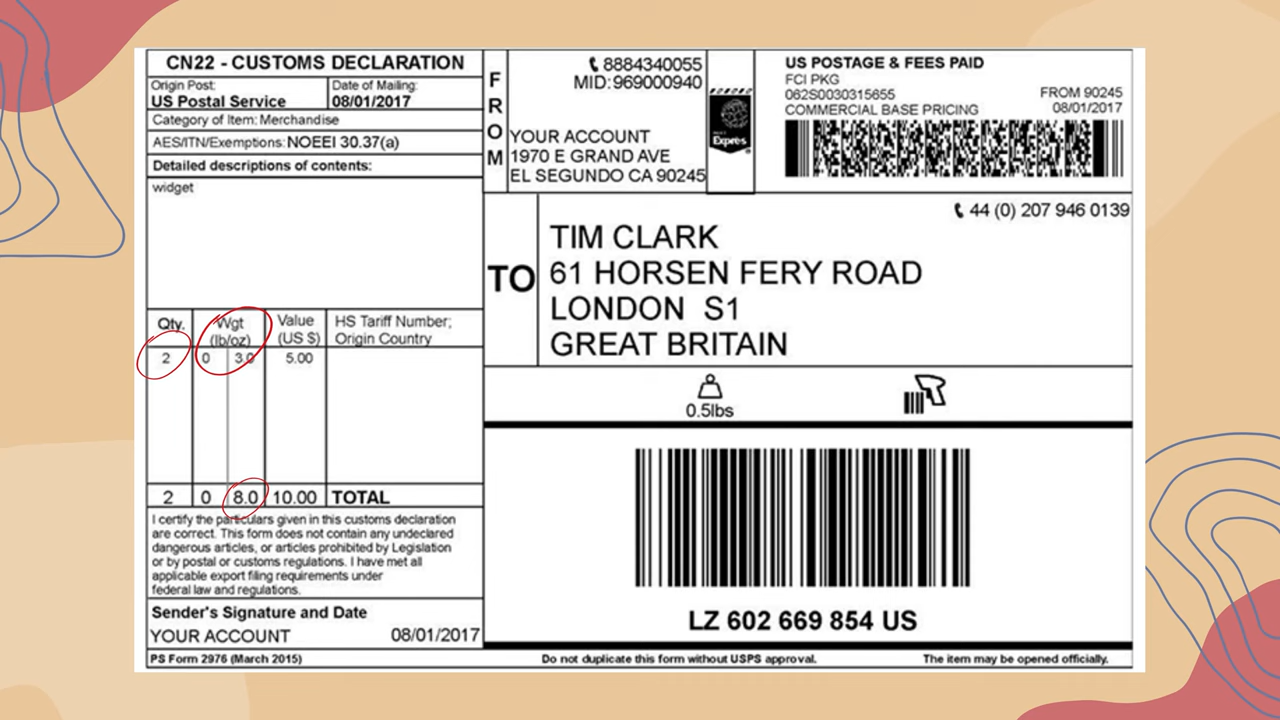 CN22 - CUSTOMS DECLARATION
Origin Post:
US Postal Service
Date of Mailing:
08/01/2017
Category of Item: Merchandise
AES/ITN/Exemptions: NOEEI 30.37(a)
Detailed descriptions of contents:
widget
Qty. Wgt (lb/oz) Value (US $) HS Tariff Number; Origin Country
2 0 3.0 5.00
2 0 8.0 10.00 TOTAL
I certify the particulars given in this customs declaration
are correct. This form does not contain any undeclared
dangerous articles, or articles prohibited by Legislation
or by postal or customs regulations. I have met all
applicable export filing requirements under
federal law and regulations.
Sender's Signature and Date
YOUR ACCOUNT 08/01/2017
PS Form 2976 (March 2015)
FROM
8884340055
MID:969000940
YOUR ACCOUNT
1970 E GRAND AVE
EL SEGUNDO CA 90245
Expres
US POSTAGE & FEES PAID
FCI PKG
062S0030315655
COMMERCIAL BASE PRICING
FROM 90245
08/01/2017
44 (0) 207 946 0139
TO
TIM CLARK
61 HORSEN FERY ROAD
LONDON S1
GREAT BRITAIN
0.5lbs
LZ 602 669 854 US
Do not duplicate this form without USPS approval.
The item may be opened officially.